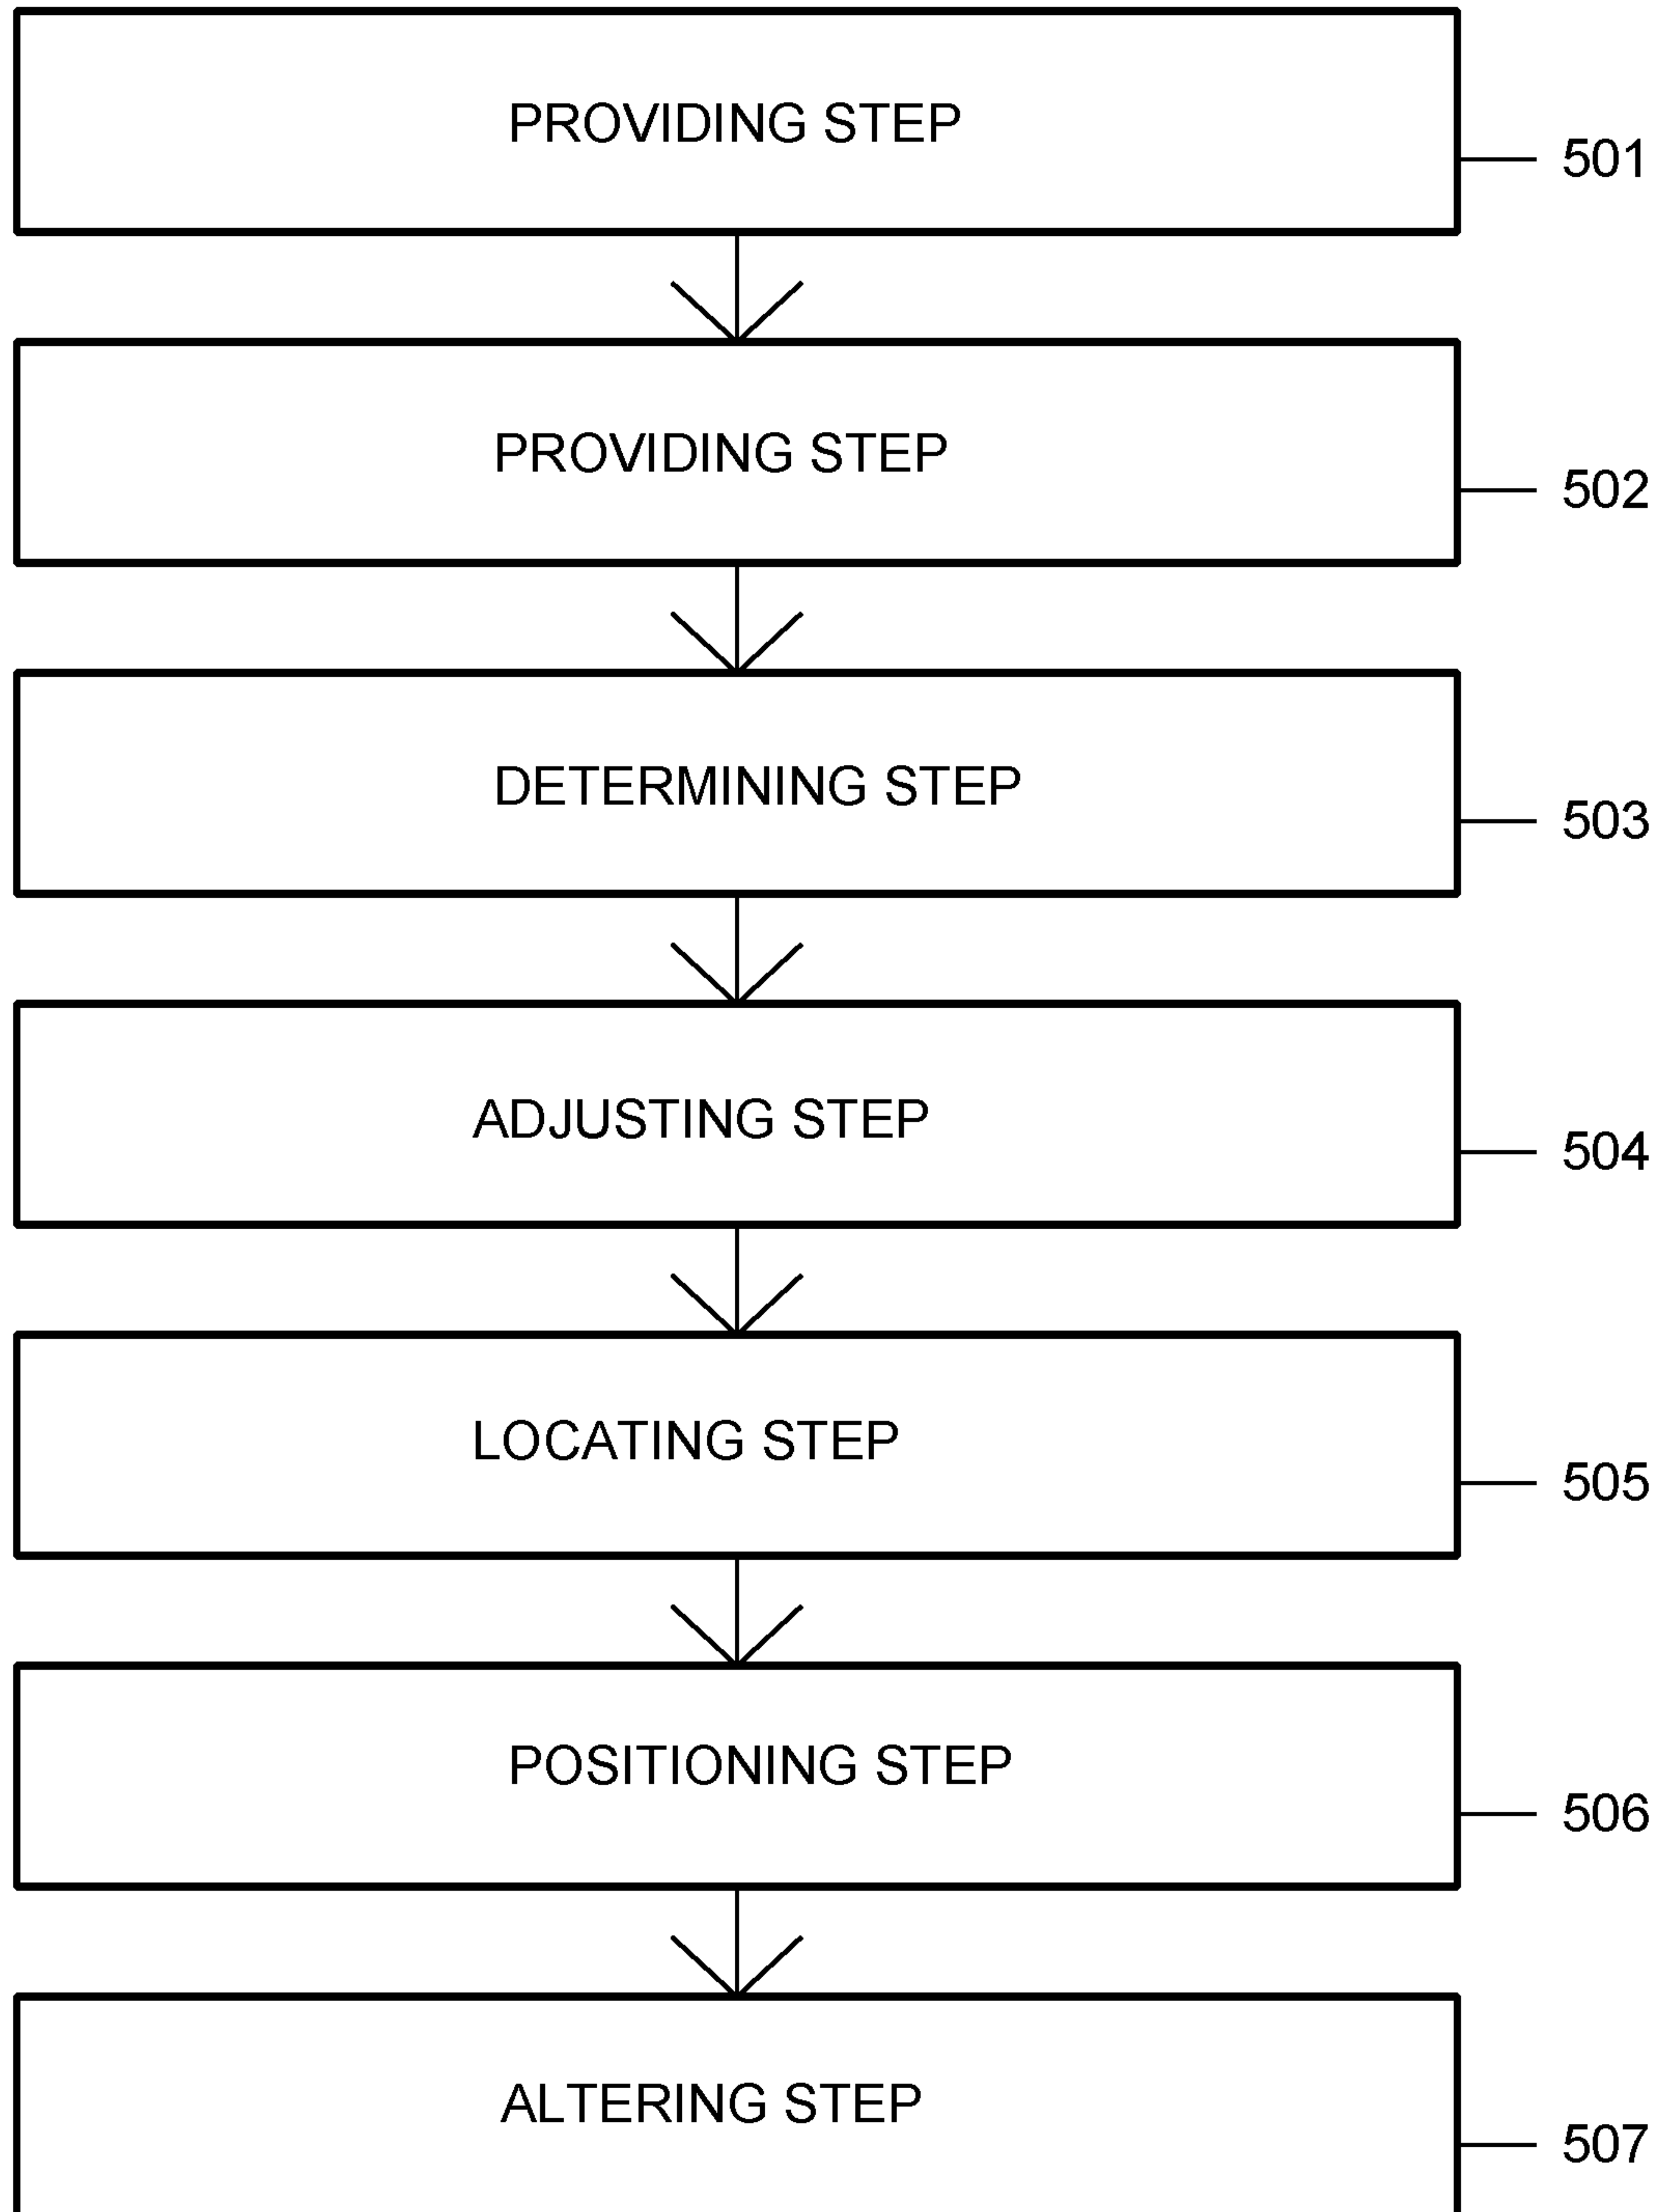 PROVIDING STEP
501
PROVIDING STEP
502
DETERMINING STEP
503
ADJUSTING STEP
504
LOCATING STEP
505
POSITIONING STEP
506
ALTERING STEP
507